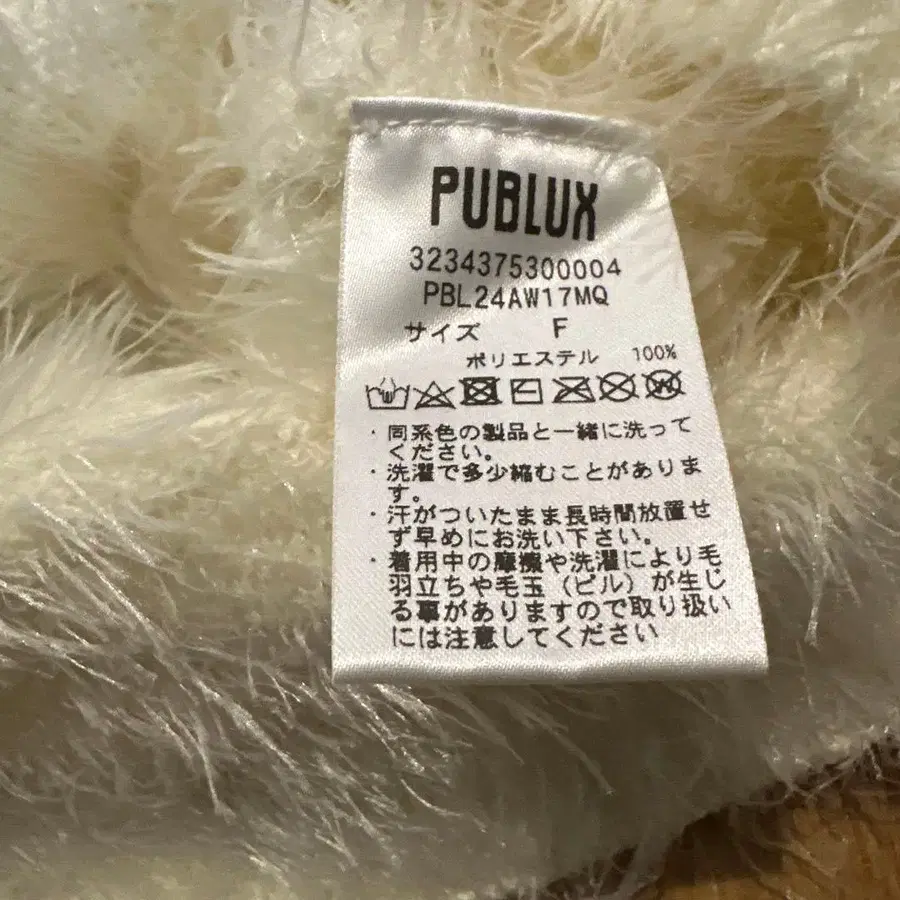 PUBLUX
3234375300004
PBL24AW17MQ
サイズ F
ポリエステル 100%
・同系色の製品と一緒に洗って
ください。
・洗濯で多少縮むことがありま
す。
・汗がついたまま長時間放置せ
ず早めにお洗い下さい。
・着用中の摩擦や洗濯により毛
羽立ちや毛玉（ピル）が生じ
る事がありますので取り扱い
には注意してください